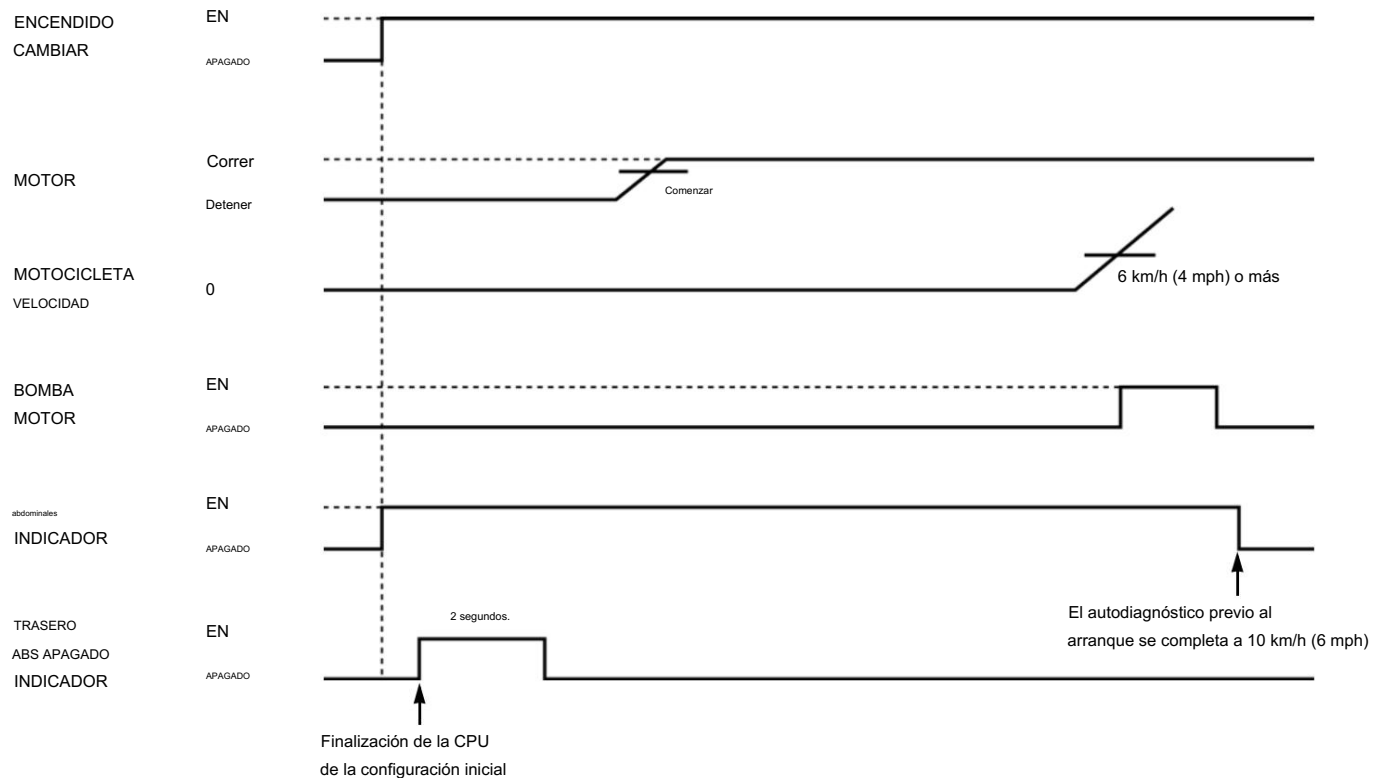 ENCENDIDO
CAMBIAR
EN
APAGADO
MOTOR
Correr
Detener
Comenzar
MOTOCICLETA
VELOCIDAD
0
6 km/h (4 mph) o más
BOMBA
MOTOR
EN
APAGADO
abdominales
INDICADOR
EN
APAGADO
TRASERO
ABS APAGADO
INDICADOR
EN
APAGADO
2 segundos.
El autodiagnóstico previo al
arranque se completa a 10 km/h (6 mph)
Finalización de la CPU
de la configuración inicial